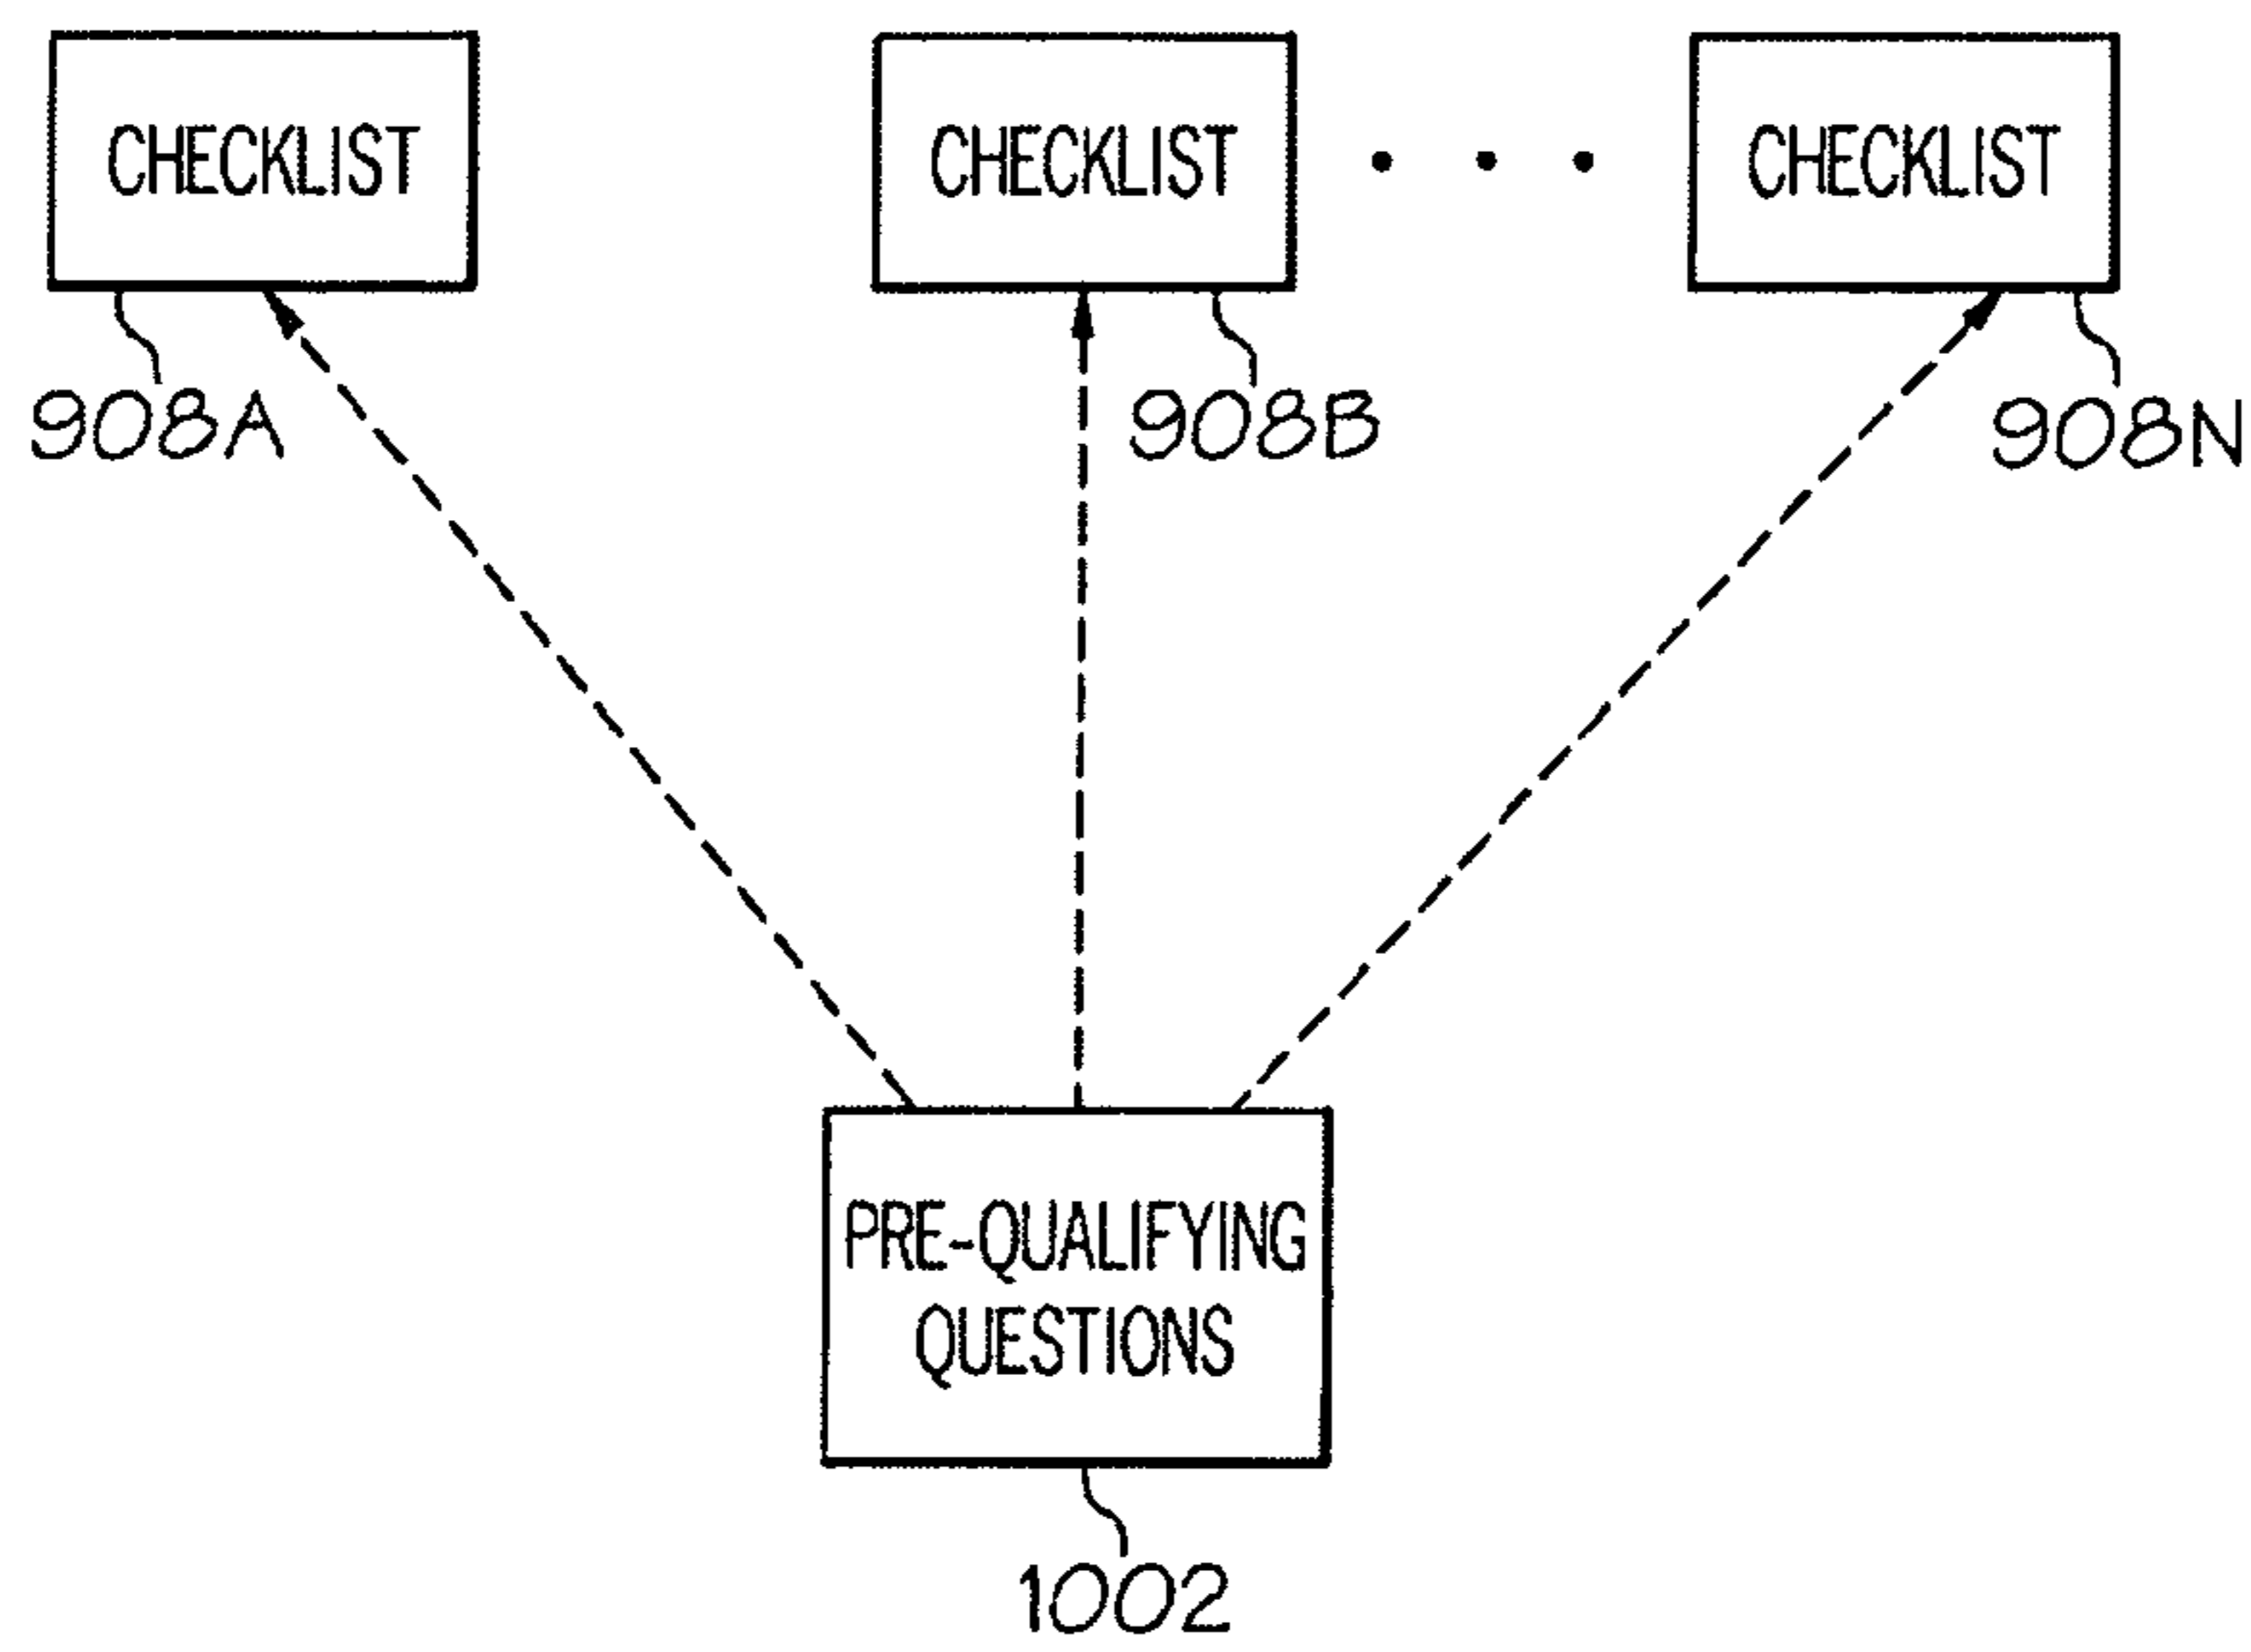 CHECKLIST
CHECKLIST
CHECKLIST
908A
908B
908N
PRE-QUALIFYING
QUESTIONS
1002